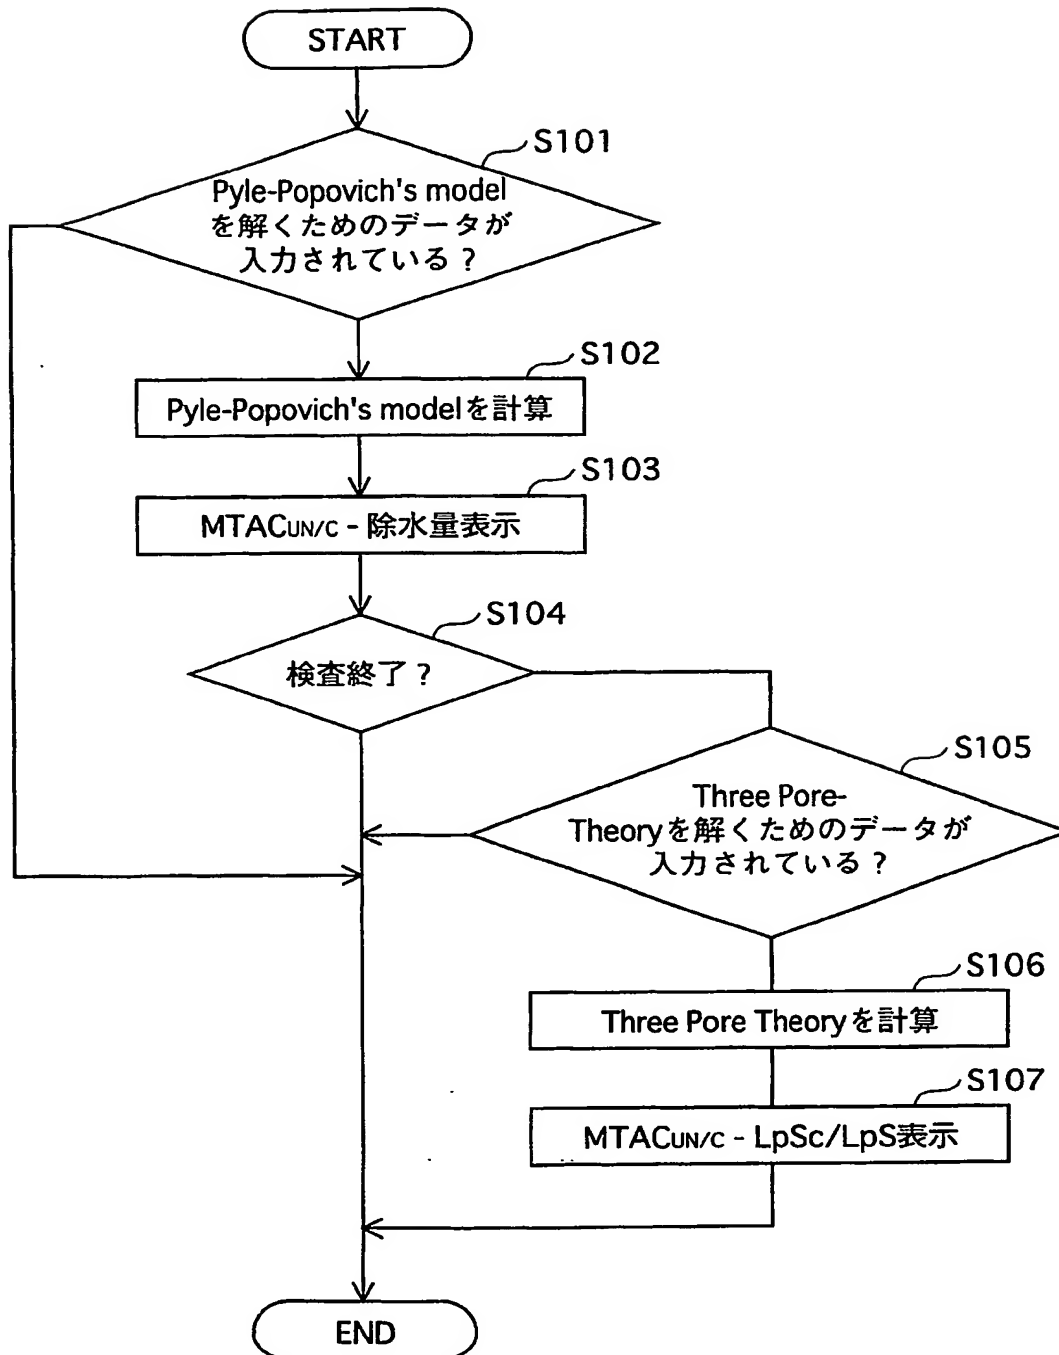 START
S101
Pyle-Popovich's model
を解くためのデータが
入力されている？
S102
Pyle-Popovich's modelを計算
S103
MTACUN/C - 除水量表示
S104
検査終了？
S105
Three Pore-
Theoryを解くためのデータが
入力されている？
S106
Three Pore Theoryを計算
S107
MTACUN/C - LpSc/LpS表示
END